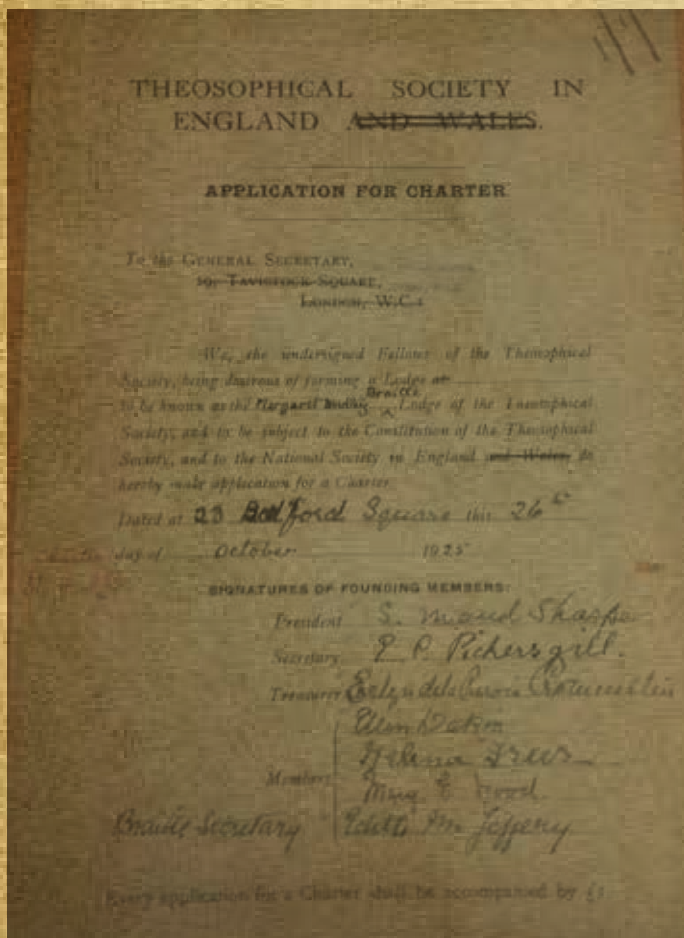 THEOSOPHICAL SOCIETY IN
ENGLAND AND WALES.
APPLICATION FOR CHARTER
To the GENERAL SECRETARY,
19, TAVISTOCK SQUARE,
LONDON, W.C.1
We, the undersigned Fellows of the Theosophical
Society, being desirous of forming a Lodge at
Braille
to be known as the Margaret Lodge of the Theosophical
Society, and to be subject to the Constitution of the Theosophical
Society, and to the National Society in England and Wales, do
hereby make application for a Charter.
Dated at 23 Bedford Square this 26th
day of October 1925
SIGNATURES OF FOUNDING MEMBERS:
President S. Maud Sharpe
Secretary E. P. Pickersgill.
Treasurer
Members
Mary E. Wood
Braille Secretary Edith M. Jeffery
Every application for a Charter shall be accompanied by £1